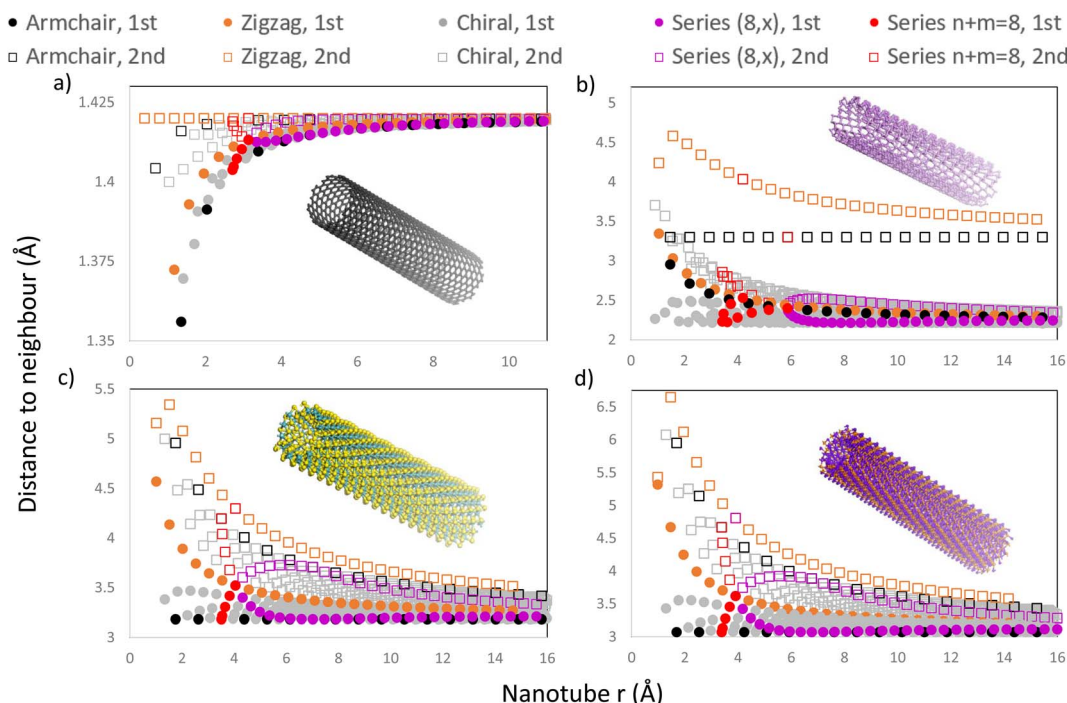 Armchair, 1st Zigzag, 1st Chiral, 1st Series (8,x), 1st Series n+m=8, 1st
Armchair, 2nd Zigzag, 2nd Chiral, 2nd Series (8,x), 2nd Series n+m=8, 2nd
a)
1.425
1.4
1.375
1.35
0 2 4 6 8 10
b)
5
4.5
4
3.5
3
2.5
2
0 2 4 6 8 10 12 14 16
c)
5.5
5
4.5
4
3.5
3
0 2 4 6 8 10 12 14 16
d)
6.5
6
5.5
5
4.5
4
3.5
3
0 2 4 6 8 10 12 14 16
Distance to neighbour (Å)
Nanotube r (Å)